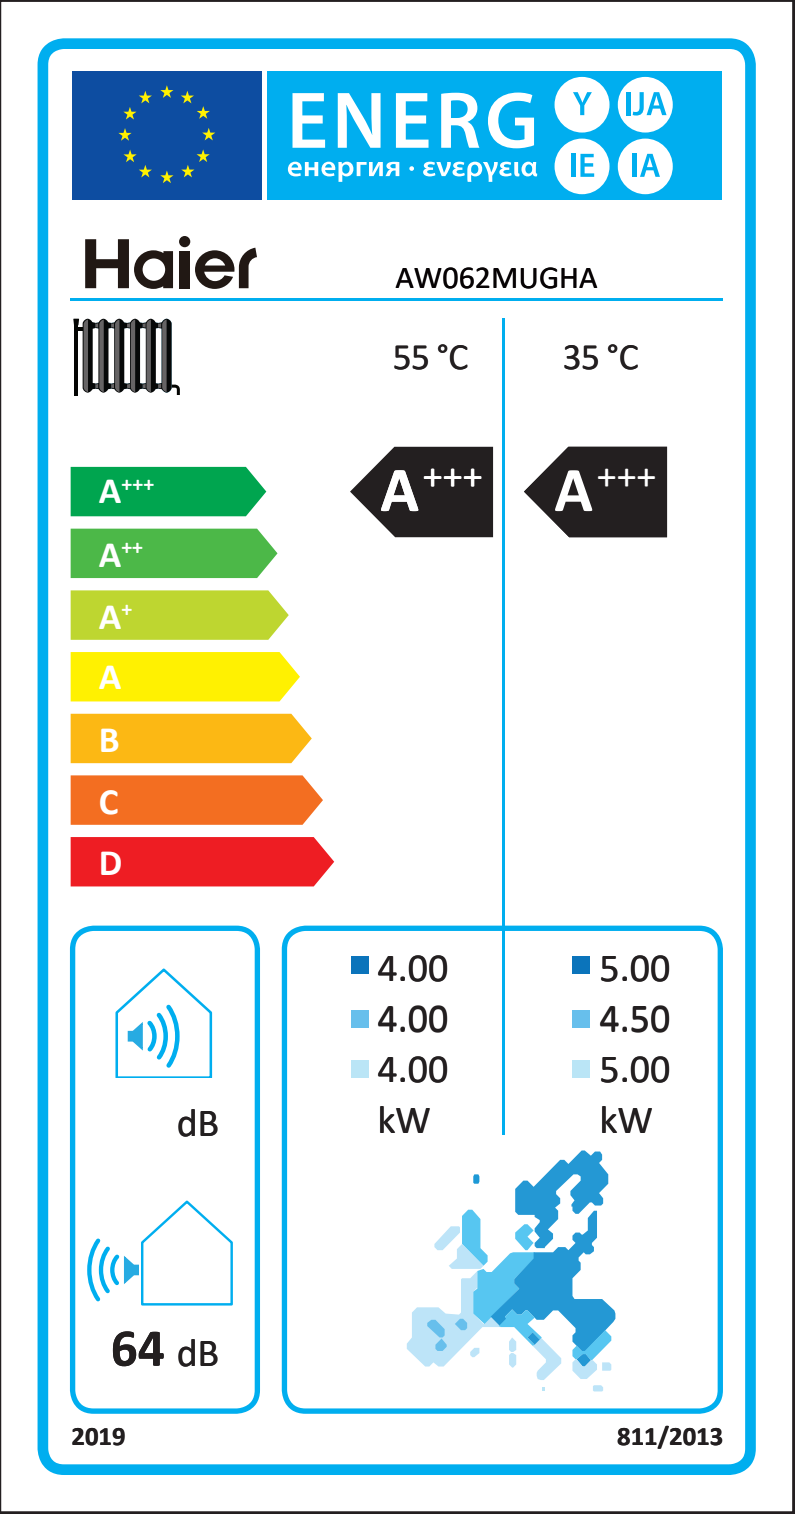 ENERG
енергия · ενεργεια
Y IJA
IE IA
Haier
AW062MUGHA
55 °C 35 °C
A+++ A+++
A+++
A++
A+
A
B
C
D
4.00 5.00
4.00 4.50
4.00 5.00
kW kW
dB
64 dB
2019 811/2013